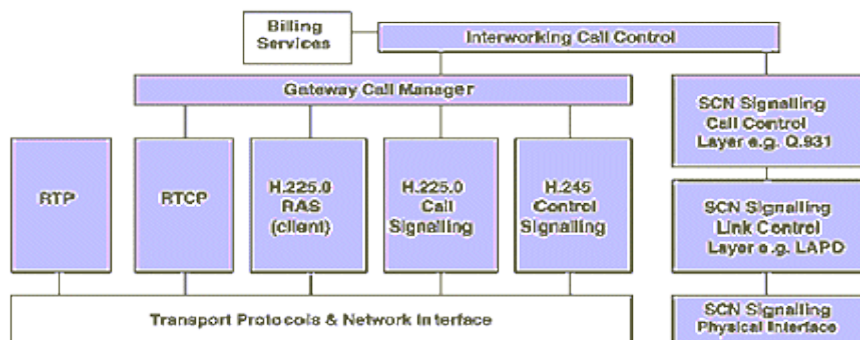 Billing
Services
Interworking Call Control
Gateway Call Manager
SCN Signalling
Call Control
Layer e.g. Q.931
RTP
RTCP
H.225.0
RAS
(client)
H.225.0
Call
Signalling
H.245
Control
Signalling
SCN Signalling
Link Control
Layer e.g. LAPD
Transport Protocols & Network Interface
SCN Signalling
Physical Interface